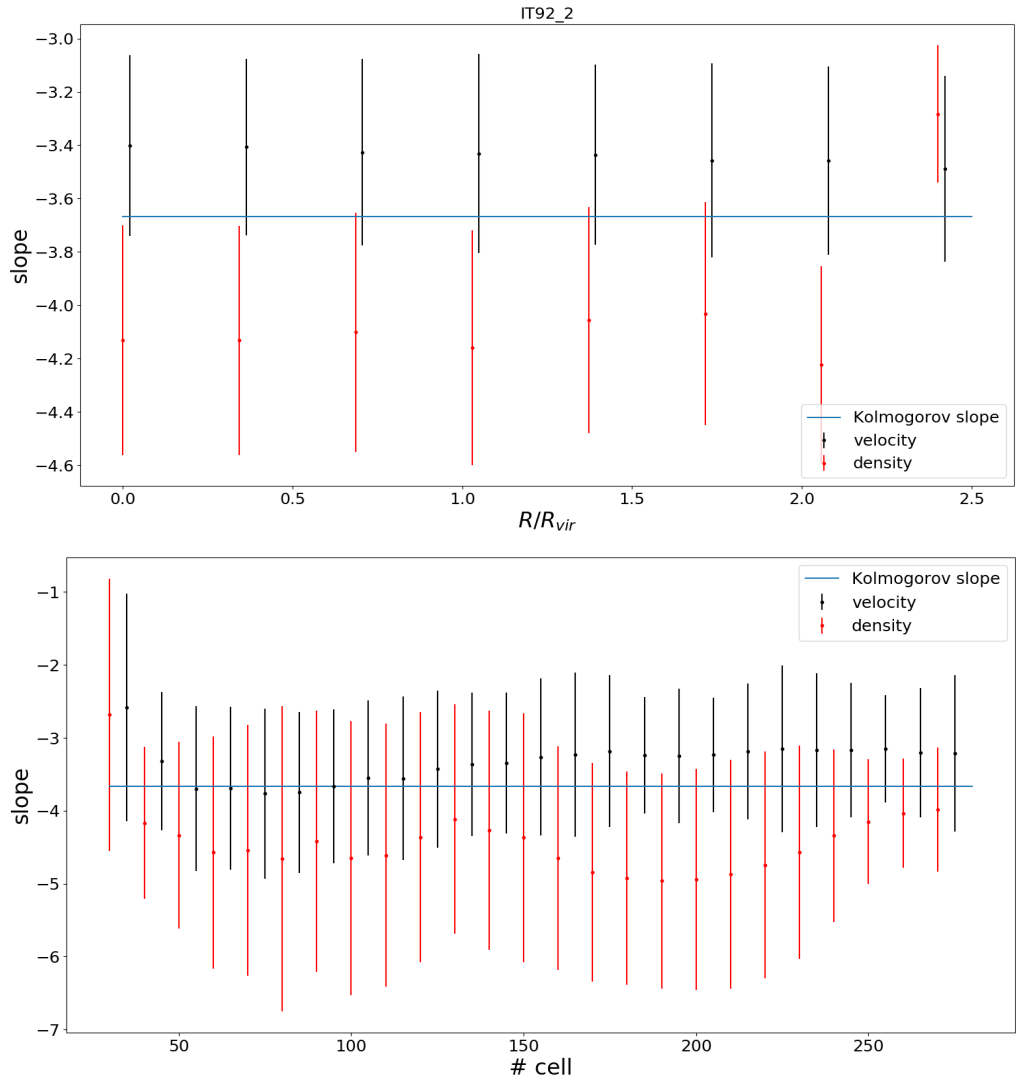 IT92_2
−3.0
−3.2
−3.4
−3.6
−3.8
−4.0
−4.2
−4.4
−4.6
slope
Kolmogorov slope
velocity
density
0.0 0.5 1.0 1.5 2.0 2.5
R/R_vir
−1
−2
−3
−4
−5
−6
−7
slope
Kolmogorov slope
velocity
density
50 100 150 200 250
# cell